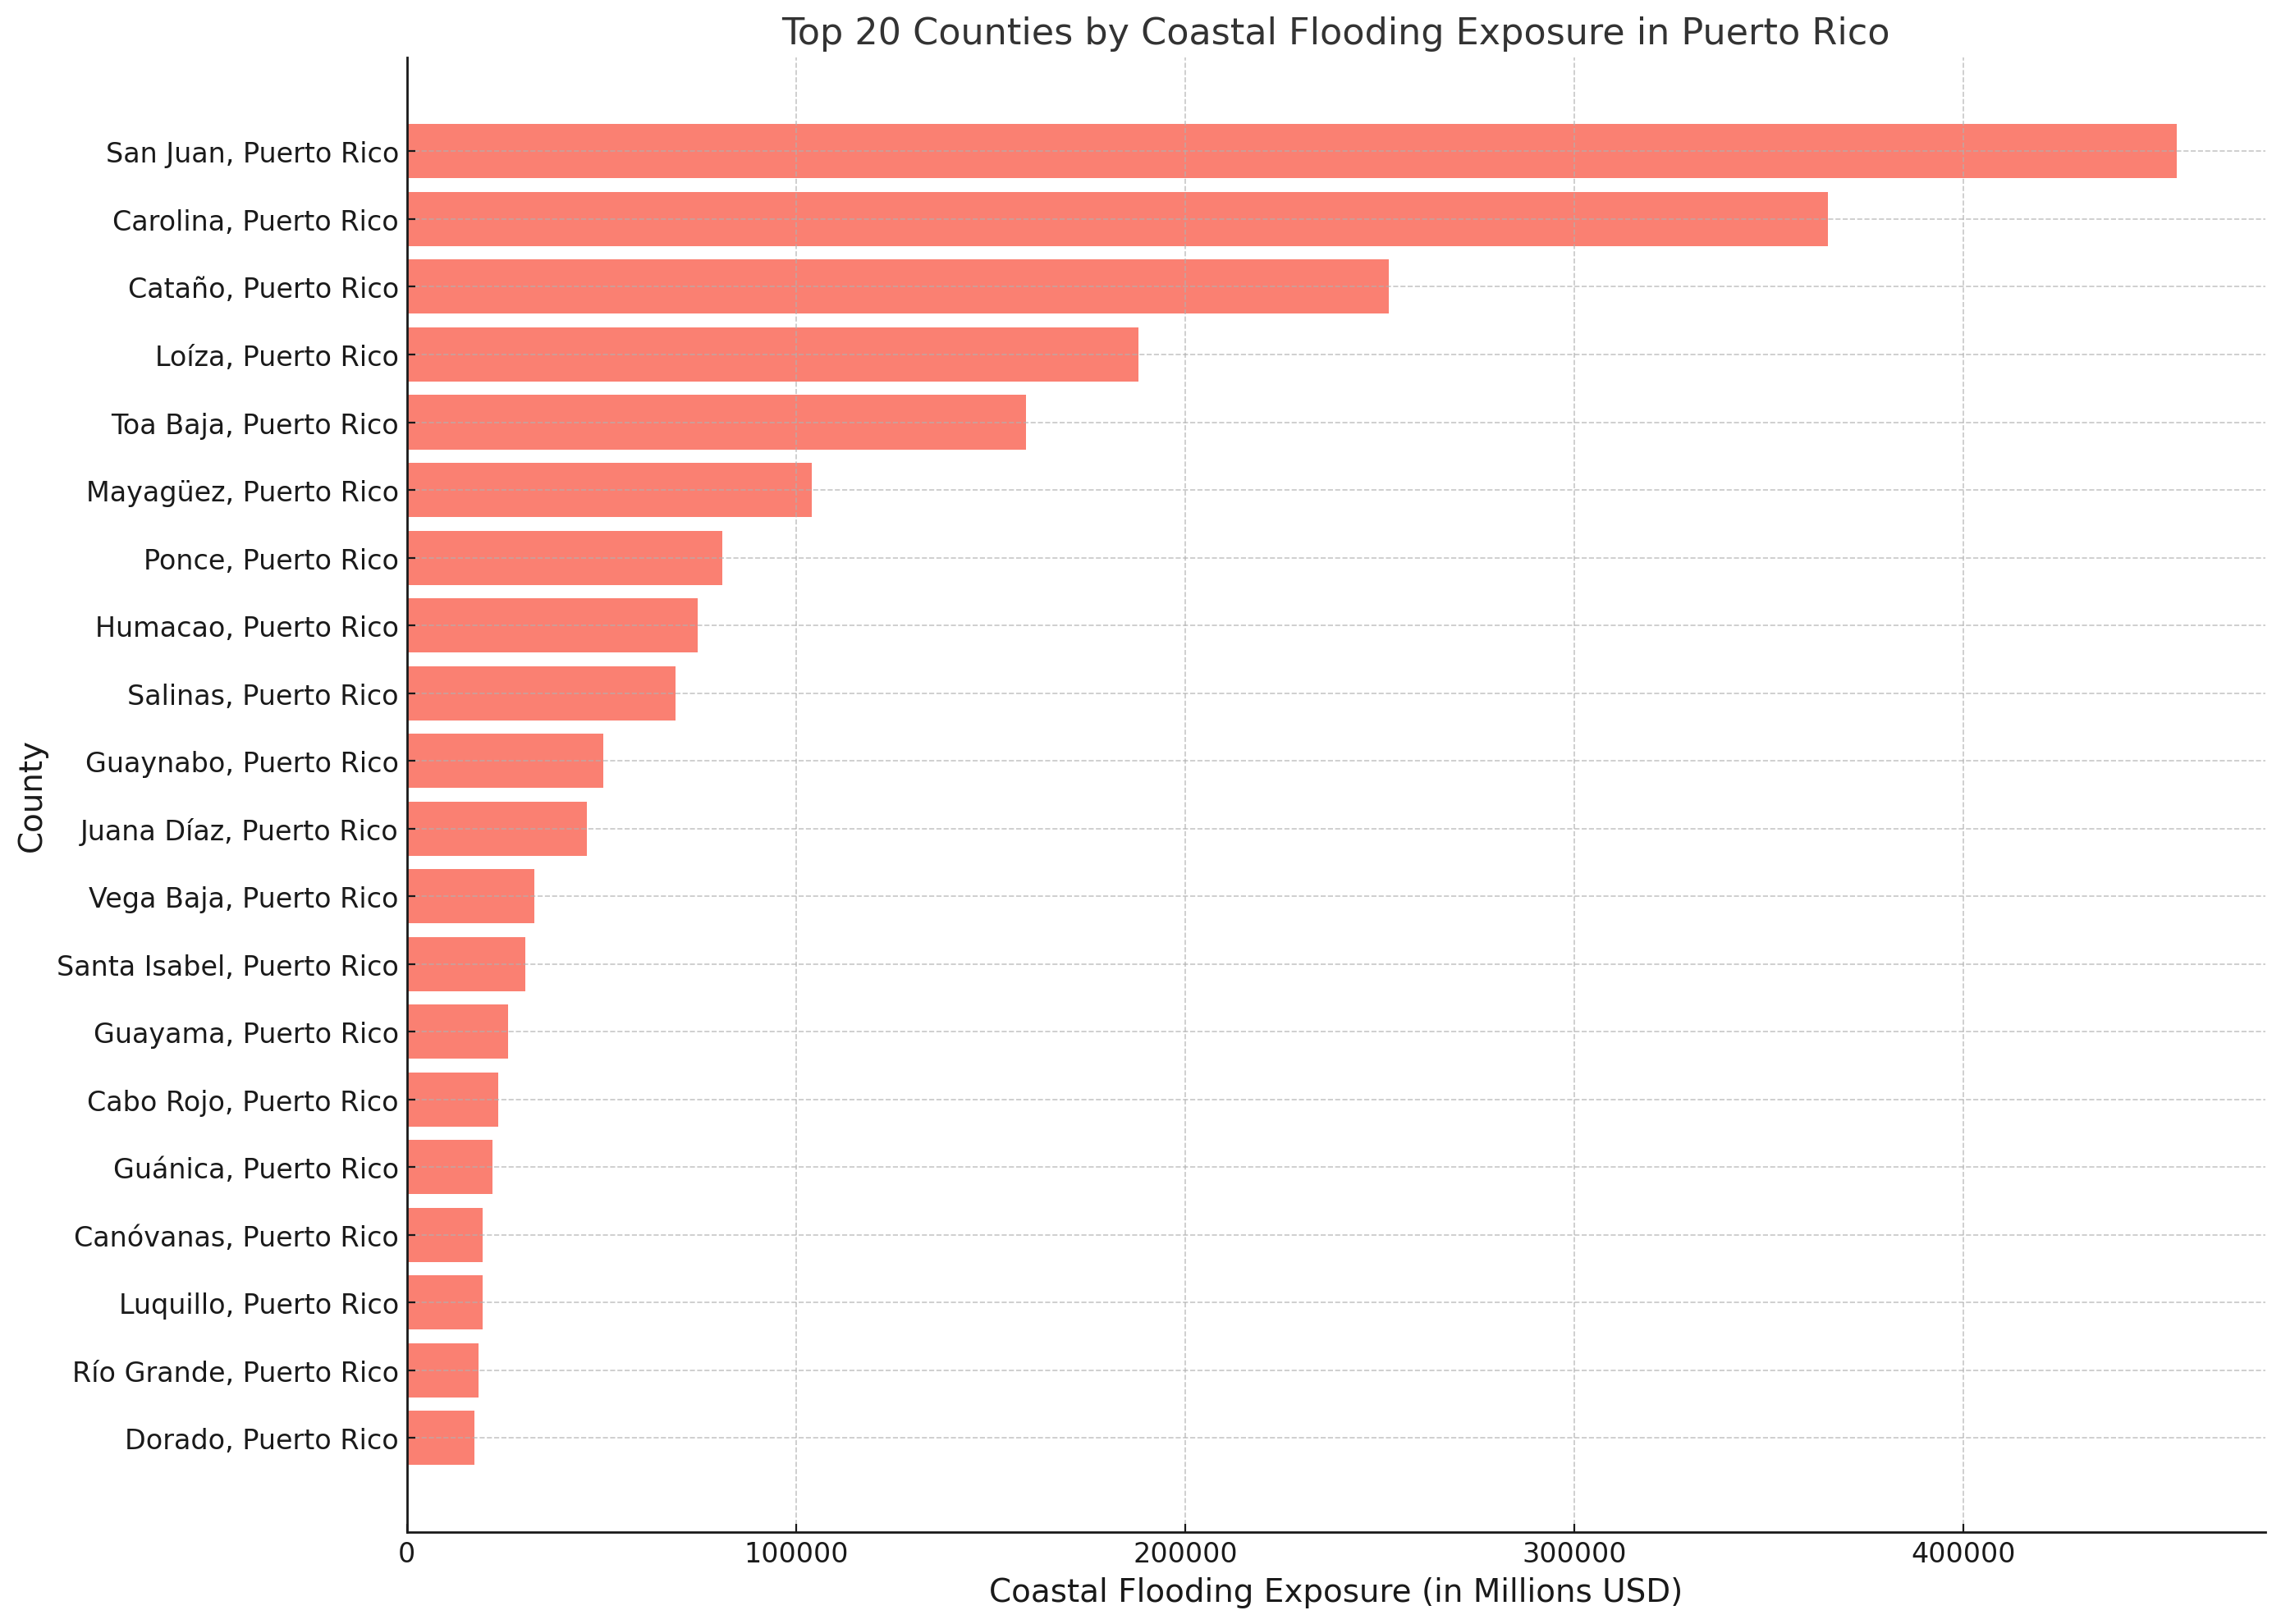 Top 20 Counties by Coastal Flooding Exposure in Puerto Rico
County
San Juan, Puerto Rico
Carolina, Puerto Rico
Cataño, Puerto Rico
Loíza, Puerto Rico
Toa Baja, Puerto Rico
Mayagüez, Puerto Rico
Ponce, Puerto Rico
Humacao, Puerto Rico
Salinas, Puerto Rico
Guaynabo, Puerto Rico
Juana Díaz, Puerto Rico
Vega Baja, Puerto Rico
Santa Isabel, Puerto Rico
Guayama, Puerto Rico
Cabo Rojo, Puerto Rico
Guánica, Puerto Rico
Canóvanas, Puerto Rico
Luquillo, Puerto Rico
Río Grande, Puerto Rico
Dorado, Puerto Rico
0 100000 200000 300000 400000
Coastal Flooding Exposure (in Millions USD)